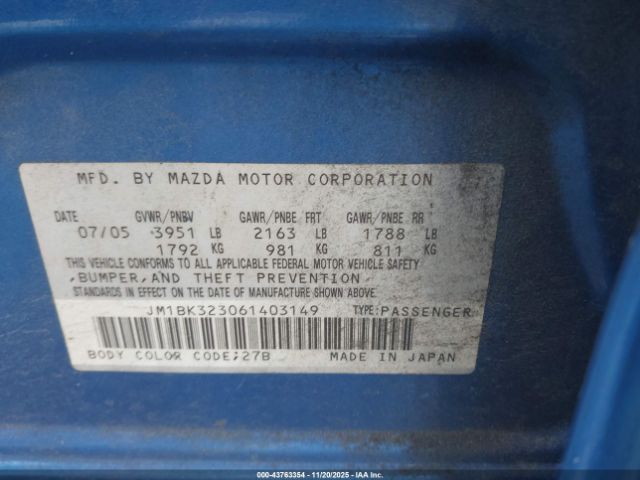 MFD. BY MAZDA MOTOR CORPORATION
DATE GVWR/PNBV GAWR/PNBE FRT GAWR/PNBE RR
07/05 3951 LB 2163 LB 1788 LB
1792 KG 981 KG 811 KG
THIS VEHICLE CONFORMS TO ALL APPLICABLE FEDERAL MOTOR VEHICLE SAFETY
,BUMPER,AND THEFT PREVENTION
STANDARDS IN EFFECT ON THE DATE OF MANUFACTURE SHOWN ABOVE.
JM1BK323061403149 TYPE:PASSENGER
BODY COLOR CODE;27B MADE IN JAPAN
000-43763354 - 11/20/2025 - IAA, Inc.